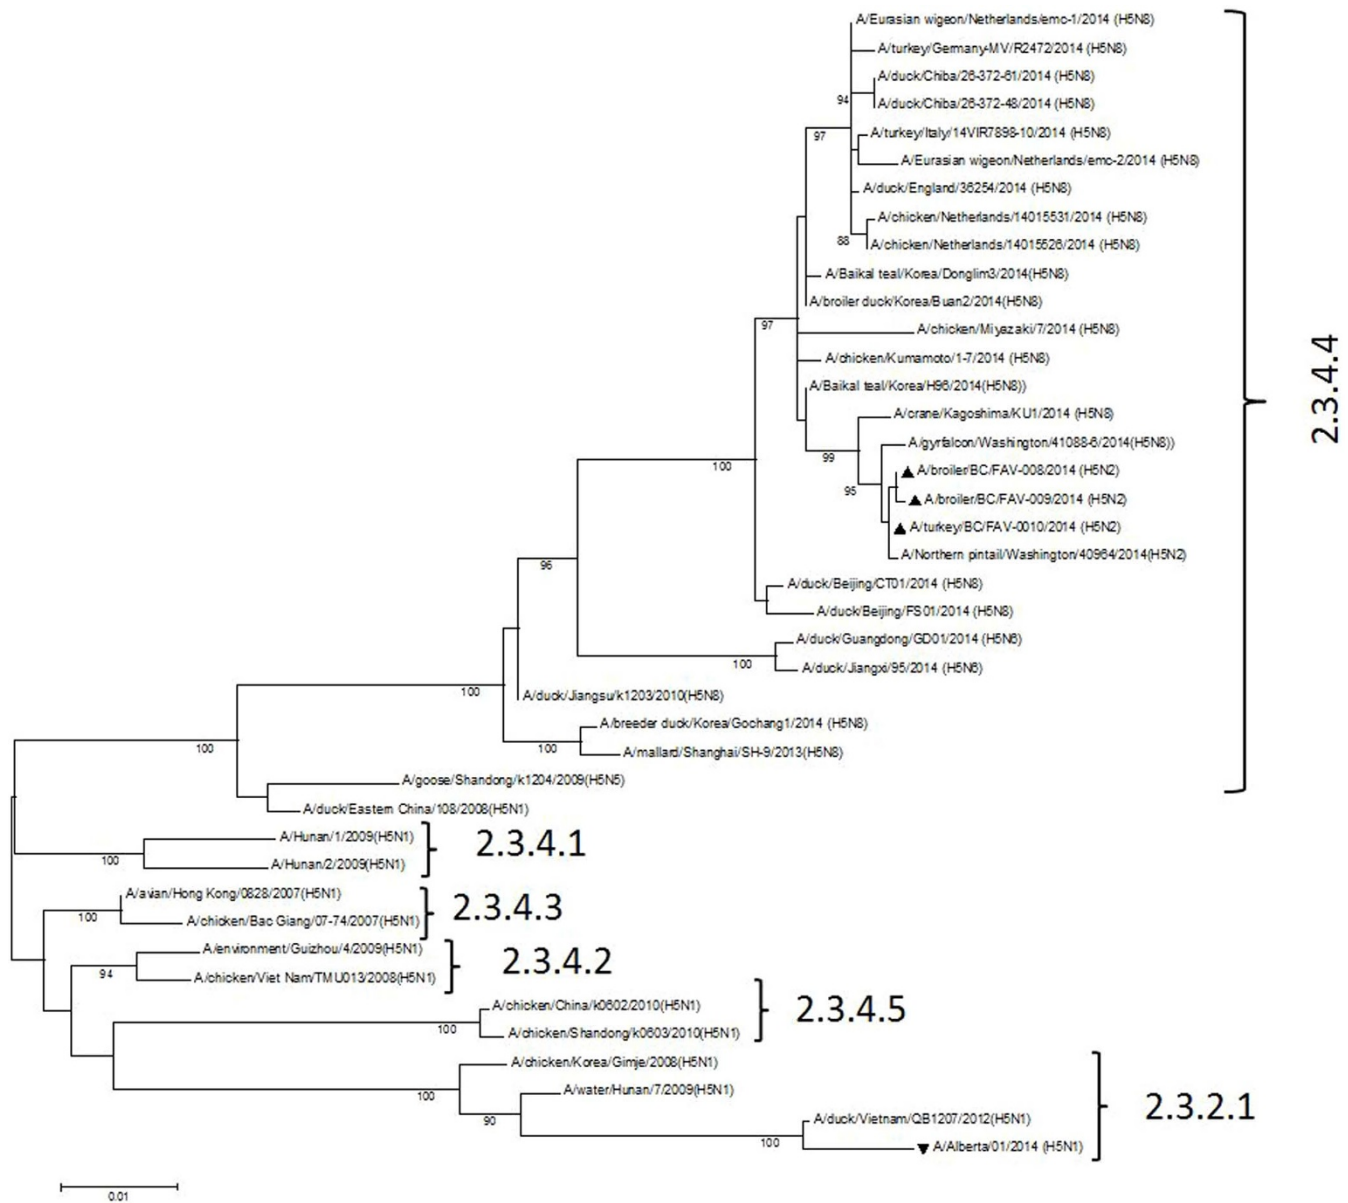 A/Eurasian wigeon/Netherlands/emc-1/2014 (H5N8)
A/turkey/Germany-MV/R2472/2014 (H5N8)
A/duck/Chiba/26-372-61/2014 (H5N8)
94
A/duck/Chiba/26-372-48/2014 (H5N8)
97
A/turkey/Italy/14VIR7898-10/2014 (H5N8)
A/Eurasian wigeon/Netherlands/emc-2/2014 (H5N8)
A/duck/England/36254/2014 (H5N8)
A/chicken/Netherlands/14015531/2014 (H5N8)
88
A/chicken/Netherlands/14015526/2014 (H5N8)
A/Baikal teal/Korea/Donglim3/2014(H5N8)
A/broiler duck/Korea/Buan2/2014(H5N8)
97
A/chicken/Miyazaki/7/2014 (H5N8)
A/chicken/Kumamoto/1-7/2014 (H5N8)
A/Baikal teal/Korea/H96/2014(H5N8))
2.3.4.4
A/crane/Kagoshima/KU1/2014 (H5N8)
A/gyrfalcon/Washington/41088-6/2014(H5N8))
99
100
A/broiler/BC/FAV-008/2014 (H5N2)
95
A/broiler/BC/FAV-009/2014 (H5N2)
A/turkey/BC/FAV-0010/2014 (H5N2)
A/Northern pintail/Washington/40964/2014(H5N2)
96
A/duck/Beijing/CT01/2014 (H5N8)
A/duck/Beijing/FS01/2014 (H5N8)
A/duck/Guangdong/GD01/2014 (H5N6)
100
A/duck/Jiangxi/95/2014 (H5N6)
100
A/duck/Jiangsu/k1203/2010(H5N8)
A/breeder duck/Korea/Gochang1/2014 (H5N8)
100
100
A/mallard/Shanghai/SH-9/2013(H5N8)
A/goose/Shandong/k1204/2009(H5N5)
A/duck/Eastern China/108/2008(H5N1)
A/Hunan/1/2009(H5N1)
2.3.4.1
100
A/Hunan/2/2009(H5N1)
A/avian/Hong Kong/0828/2007(H5N1)
2.3.4.3
100
A/chicken/Bac Giang/07-74/2007(H5N1)
A/environment/Guizhou/4/2009(H5N1)
2.3.4.2
94
A/chicken/Viet Nam/TMU013/2008(H5N1)
A/chicken/China/k0602/2010(H5N1)
2.3.4.5
100
A/chicken/Shandong/k0603/2010(H5N1)
A/chicken/Korea/Gimje/2008(H5N1)
100
A/water/Hunan/7/2009(H5N1)
2.3.2.1
90
A/duck/Vietnam/QB1207/2012(H5N1)
100
A/Alberta/01/2014 (H5N1)
0.01